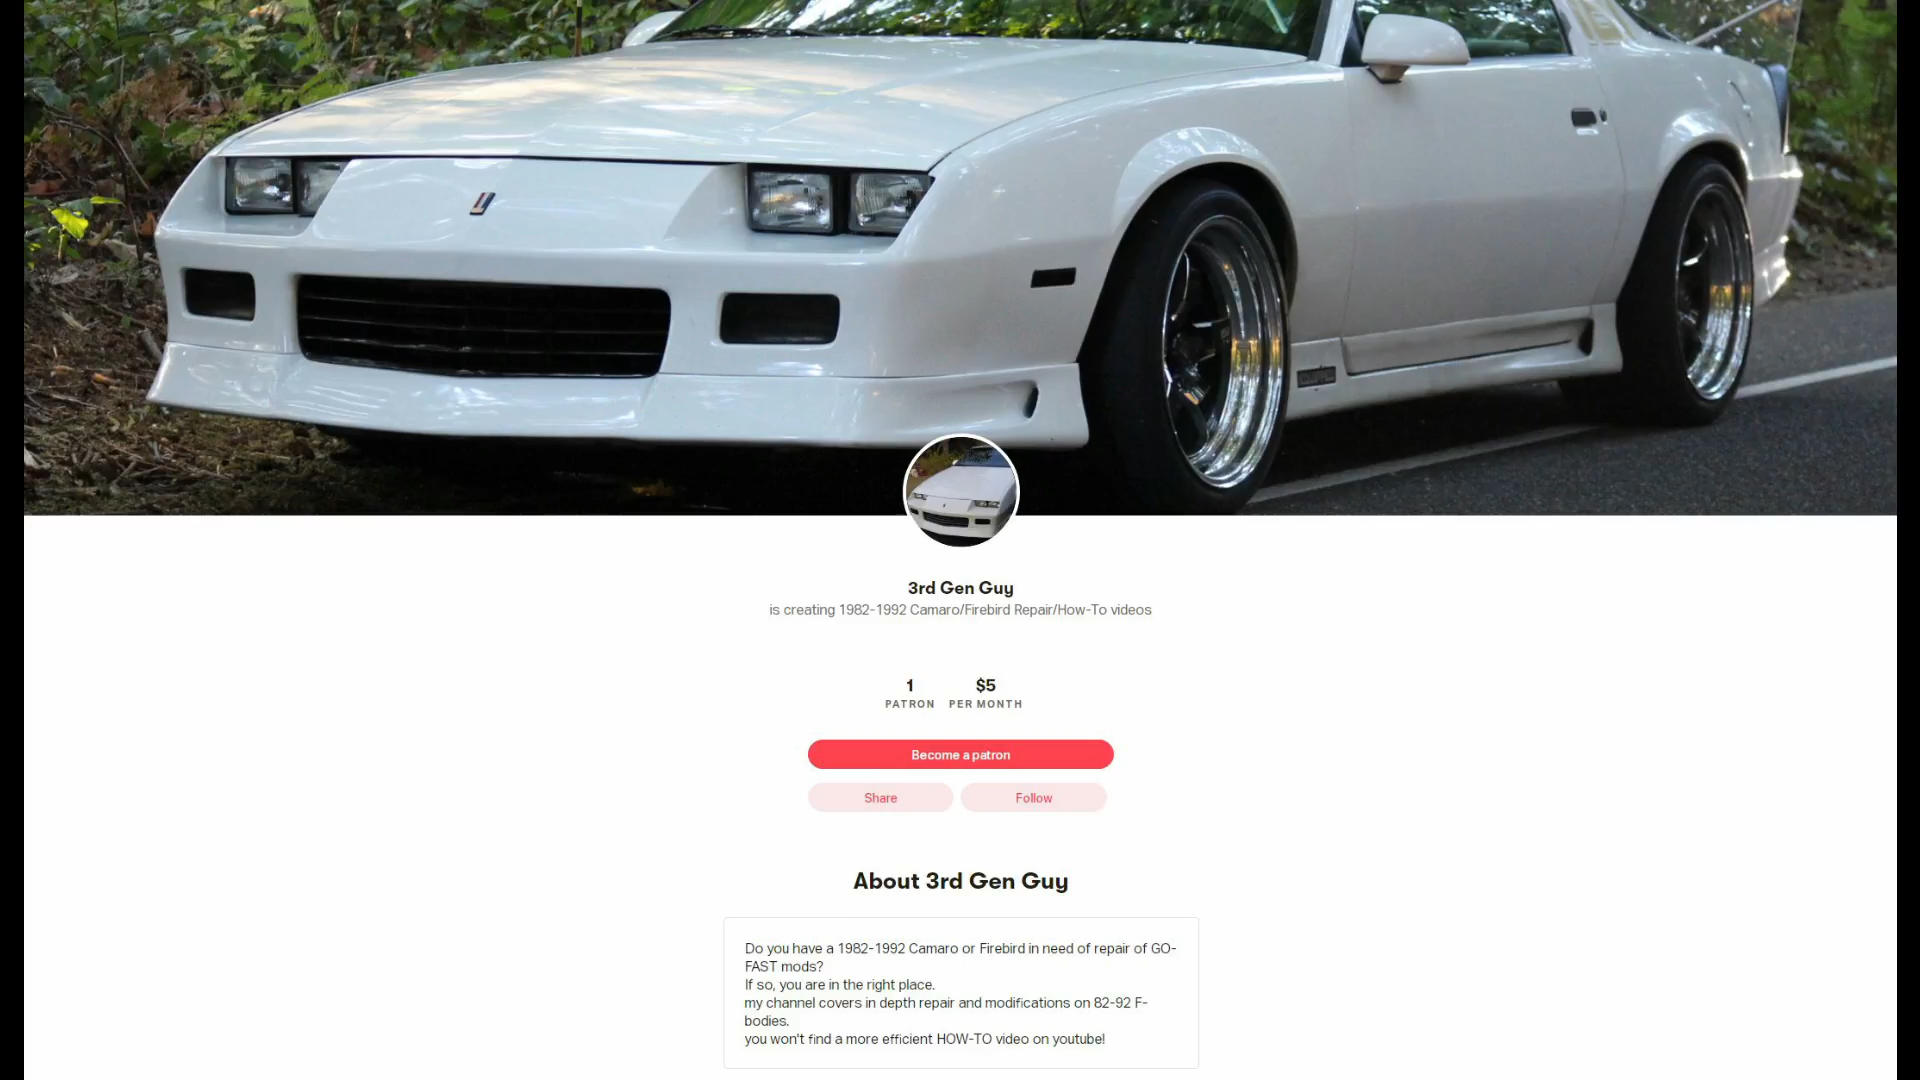 3rd Gen Guy
is creating 1982-1992 Camaro/Firebird Repair/How-To videos
1 $5
PATRON PER MONTH
Become a patron
Share Follow
About 3rd Gen Guy
Do you have a 1982-1992 Camaro or Firebird in need of repair of GO-
FAST mods?
If so, you are in the right place.
my channel covers in depth repair and modifications on 82-92 F-
bodies.
you won't find a more efficient HOW-TO video on youtube!